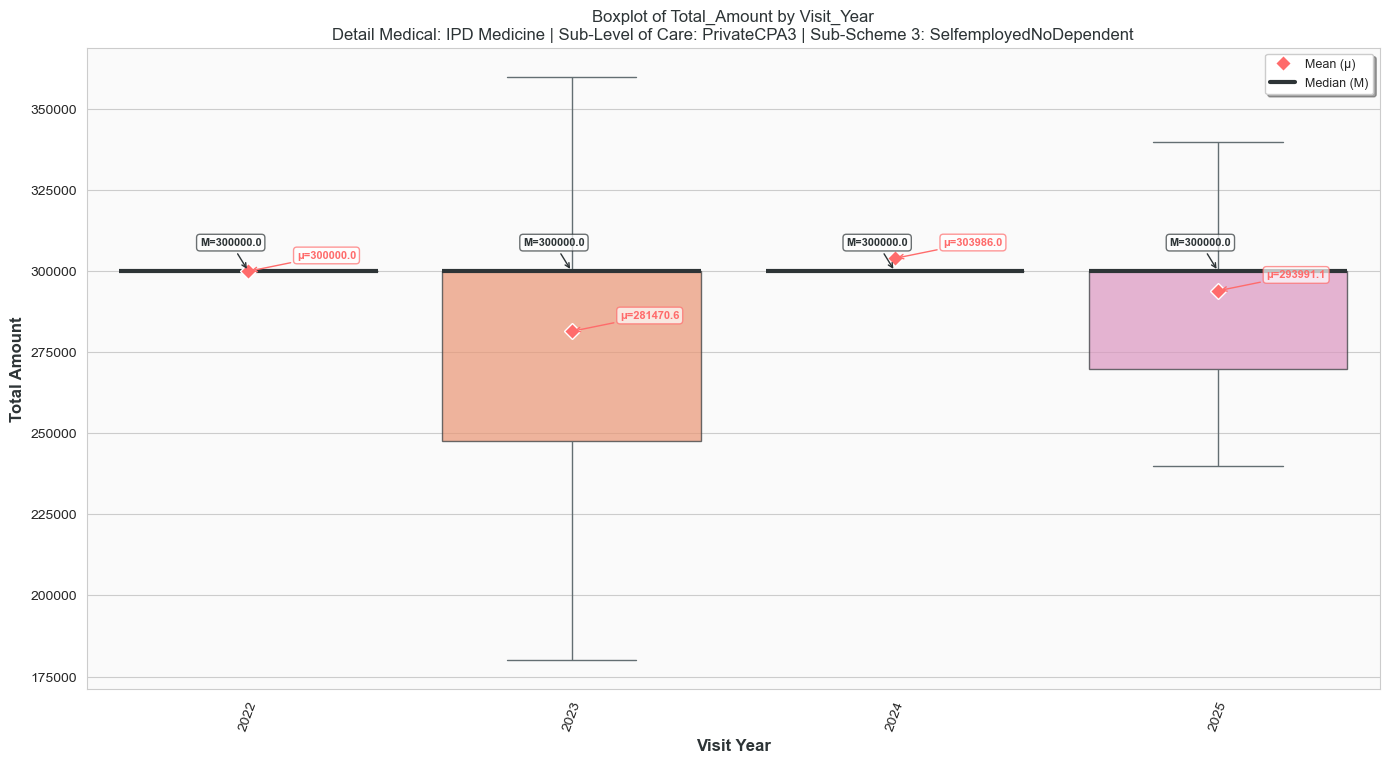 Boxplot of Total_Amount by Visit_Year
Detail Medical: IPD Medicine | Sub-Level of Care: PrivateCPA3 | Sub-Scheme 3: SelfemployedNoDependent
Mean (μ)
Median (M)
Total Amount
350000
325000
300000
275000
250000
225000
200000
175000
M=300000.0
μ=300000.0
M=300000.0
μ=281470.6
M=300000.0
μ=303986.0
M=300000.0
μ=293991.1
2022
2023
2024
2025
Visit Year